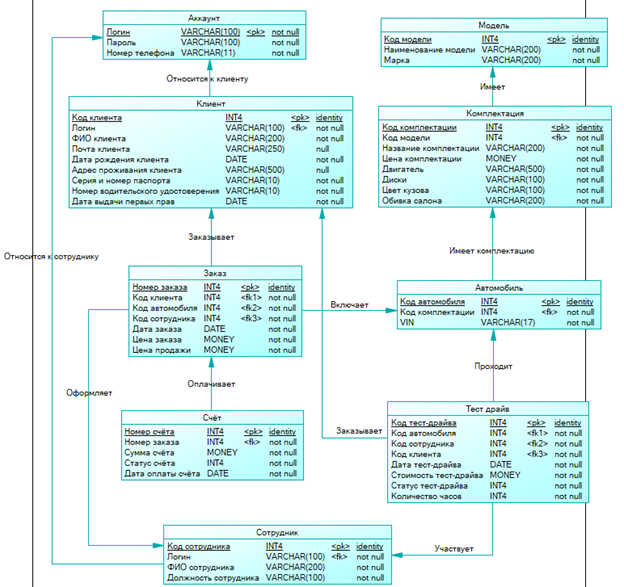 Аккаунт
Логин VARCHAR(100) <pk> not null
Пароль VARCHAR(100) not null
Номер телефона VARCHAR(11) not null
Модель
Код модели INT4 <pk> identity
Наименование модели VARCHAR(200) not null
Марка VARCHAR(200) not null
Относится к клиенту
Имеет
Клиент
Код клиента INT4 <pk> identity
Логин VARCHAR(100) <fk> not null
ФИО клиента VARCHAR(200) not null
Почта клиента VARCHAR(250) null
Дата рождения клиента DATE not null
Адрес проживания клиента VARCHAR(500) null
Серия и номер паспорта VARCHAR(10) not null
Номер водительского удостоверения VARCHAR(10) not null
Дата выдачи первых прав DATE not null
Комплектация
Код комплектации INT4 <pk> identity
Код модели INT4 <fk> not null
Название комплектации VARCHAR(200) not null
Цена комплектации MONEY not null
Двигатель VARCHAR(500) not null
Диски VARCHAR(100) not null
Цвет кузова VARCHAR(100) not null
Обивка салона VARCHAR(200) not null
Заказывает
Относится к сотруднику
Имеет комплектацию
Заказ
Номер заказа INT4 <pk> identity
Код клиента INT4 <fk1> not null
Код автомобиля INT4 <fk2> not null
Код сотрудника INT4 <fk3> not null
Дата заказа DATE not null
Цена заказа MONEY not null
Цена продажи MONEY not null
Включает
Автомобиль
Код автомобиля INT4 <pk> identity
Код комплектации INT4 <fk> not null
VIN VARCHAR(17) not null
Проходит
Оплачивает
Оформляет
Счёт
Номер счёта INT4 <pk> identity
Номер заказа INT4 <fk> not null
Сумма счёта MONEY not null
Статус счёта INT4 not null
Дата оплаты счёта DATE not null
Заказывает
Тест драйв
Код тест-драйва INT4 <pk> identity
Код автомобиля INT4 <fk1> not null
Код сотрудника INT4 <fk2> not null
Код клиента INT4 <fk3> not null
Дата тест-драйва DATE not null
Стоимость тест-драйва MONEY not null
Статус тест-драйва INT4 not null
Количество часов INT4 not null
Сотрудник
Код сотрудника INT4 <pk> identity
Логин VARCHAR(100) <fk> not null
ФИО сотрудника VARCHAR(200) not null
Должность сотрудника VARCHAR(100) not null
Участвует